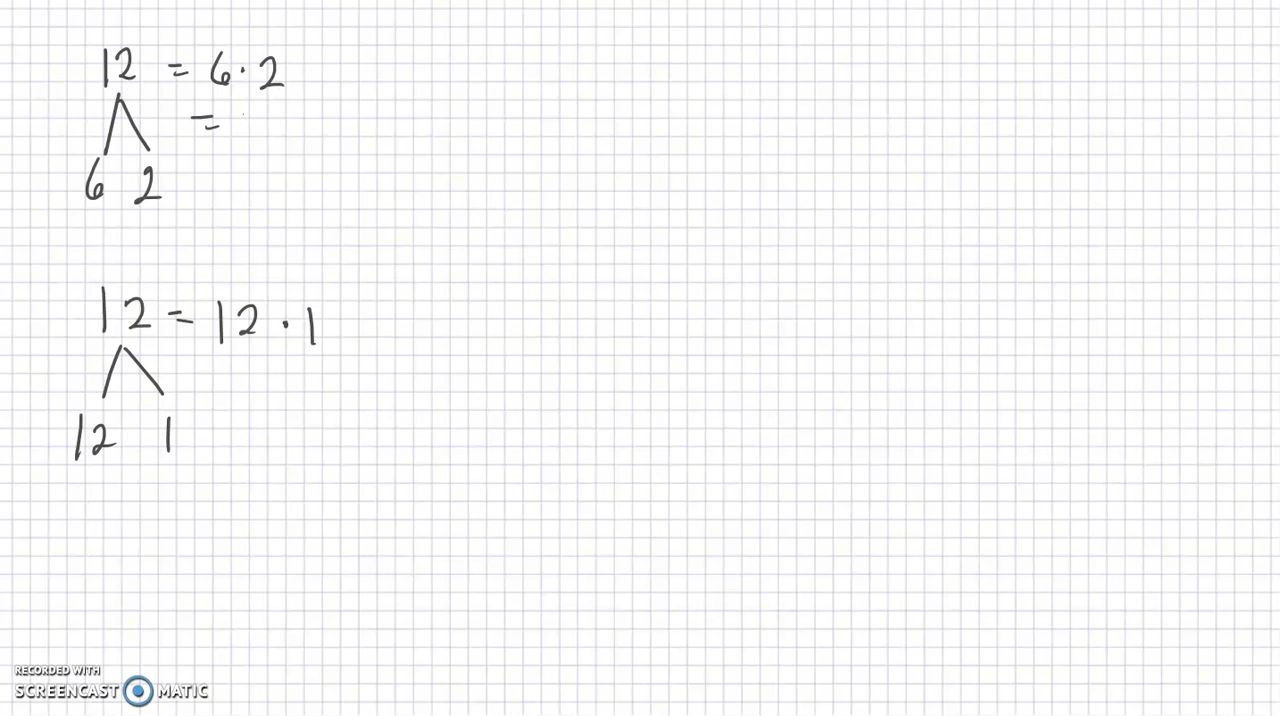 12 = 6 · 2
=
6 2
12 = 12 · 1
12 1
RECORDED WITH
SCREENCAST MATIC